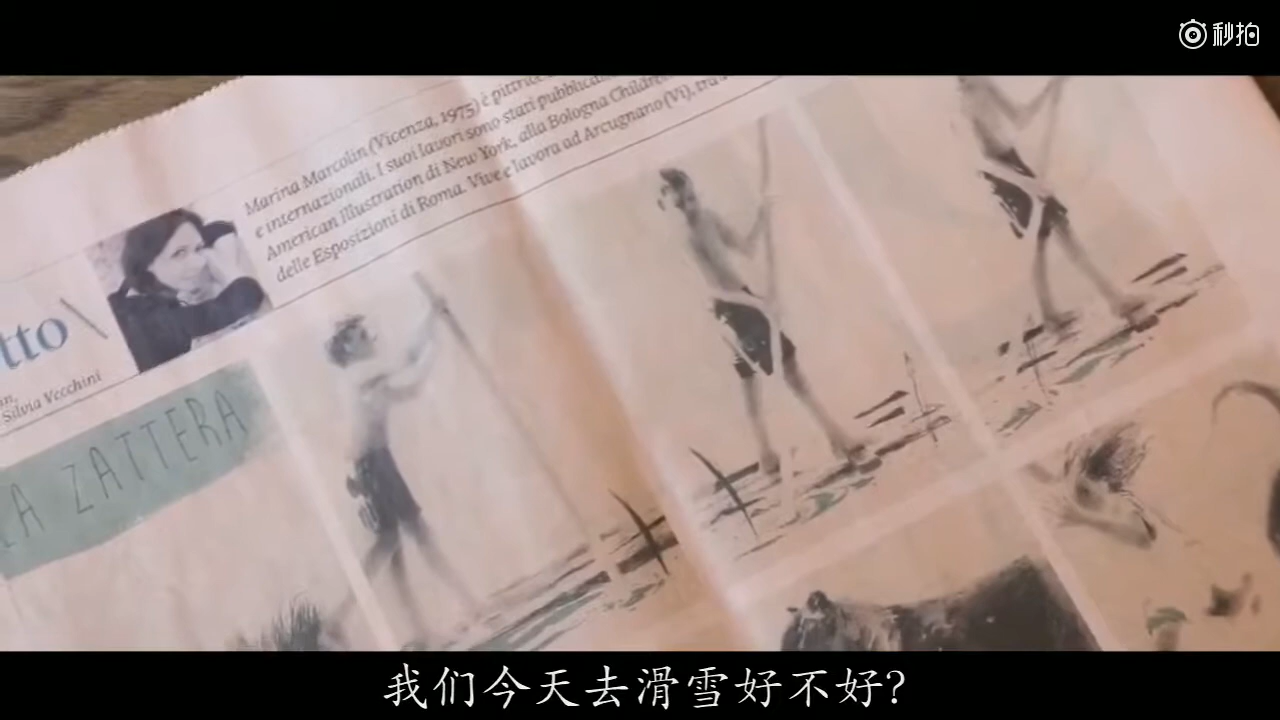 秒拍
Marina Marcolin (Vicenza, 1975) è pittrice
e internazionali. I suoi lavori sono stati pubblicati
American Illustration di New York, alla Bologna Children
delle Esposizioni di Roma. Vive e lavora ad Arcugnano (Vi), tra
tto\
Silvia Vecchini
LA ZATTERA
我们今天去滑雪好不好?